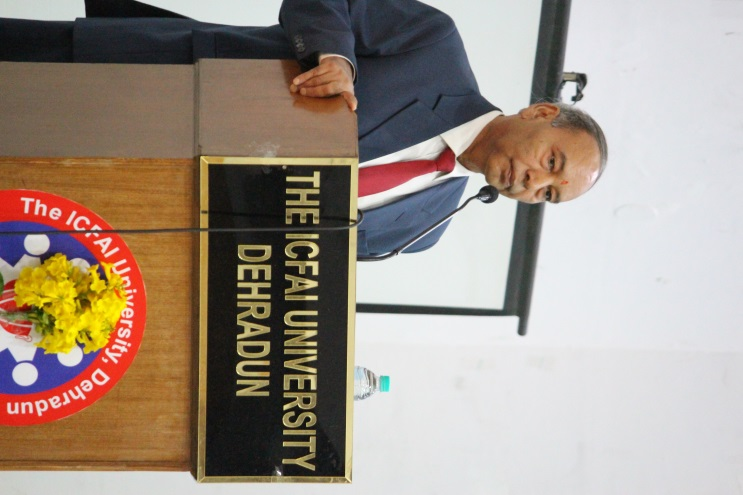 THE ICFAI UNIVERSITY
DEHRADUN
The ICFAI University, Dehradun